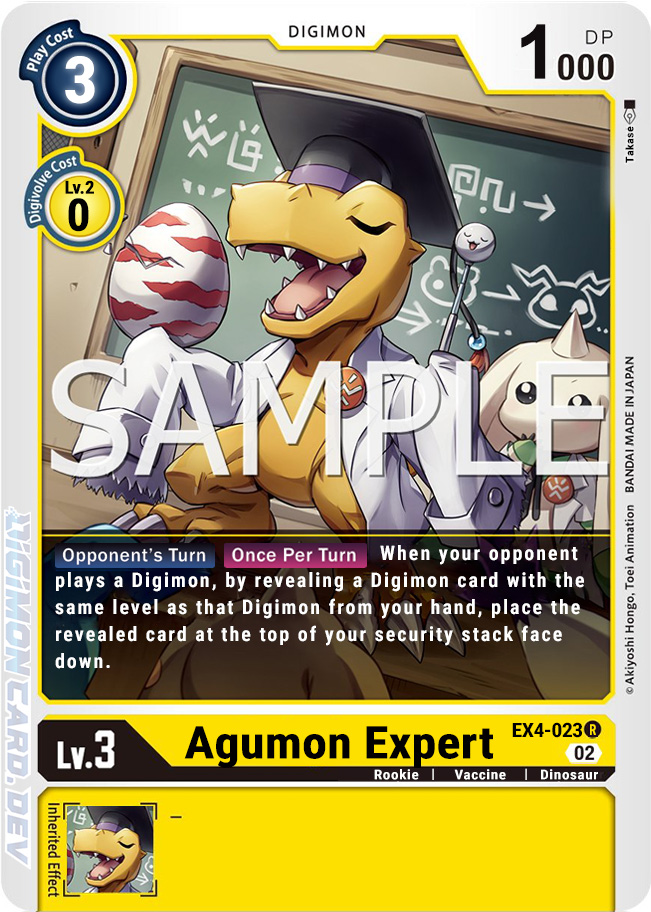 DIGIMON
Play Cost
3
DP
1000
Digivolve Cost
Lv.2
0
Takase
SAMPLE
Opponent's Turn Once Per Turn When your opponent
plays a Digimon, by revealing a Digimon card with the
same level as that Digimon from your hand, place the
revealed card at the top of your security stack face
down.
© Akiyoshi Hongo, Toei Animation BANDAI MADE IN JAPAN
DIGIMON CARD.DEV
Lv.3
Agumon Expert
EX4-023 R
02
Rookie | Vaccine | Dinosaur
Inherited Effect
–